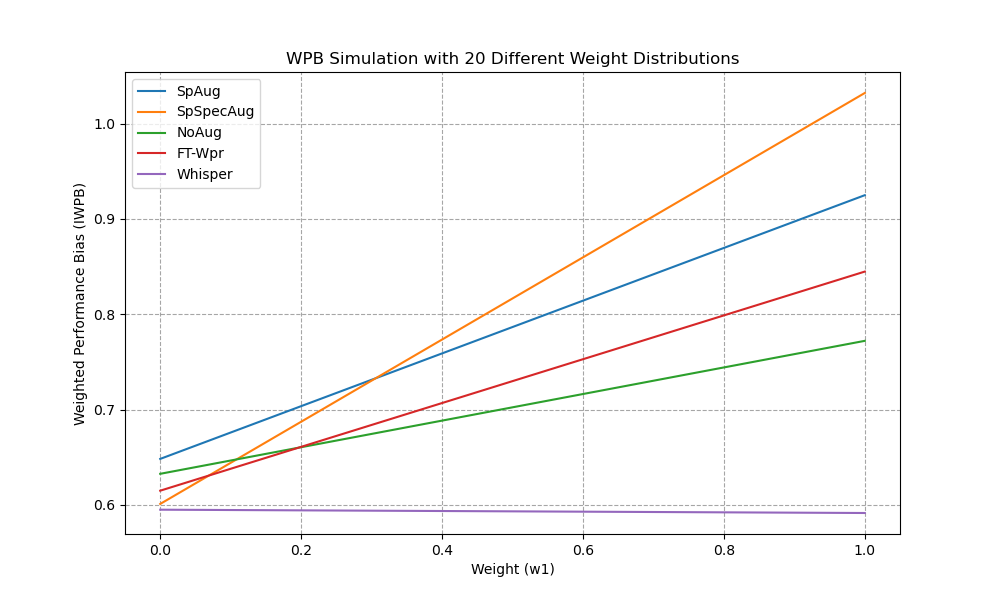 WPB Simulation with 20 Different Weight Distributions
SpAug
SpSpecAug
NoAug
FT-Wpr
Whisper
Weighted Performance Bias (IWPB)
1.0
0.9
0.8
0.7
0.6
0.0
0.2
0.4
0.6
0.8
1.0
Weight (w1)